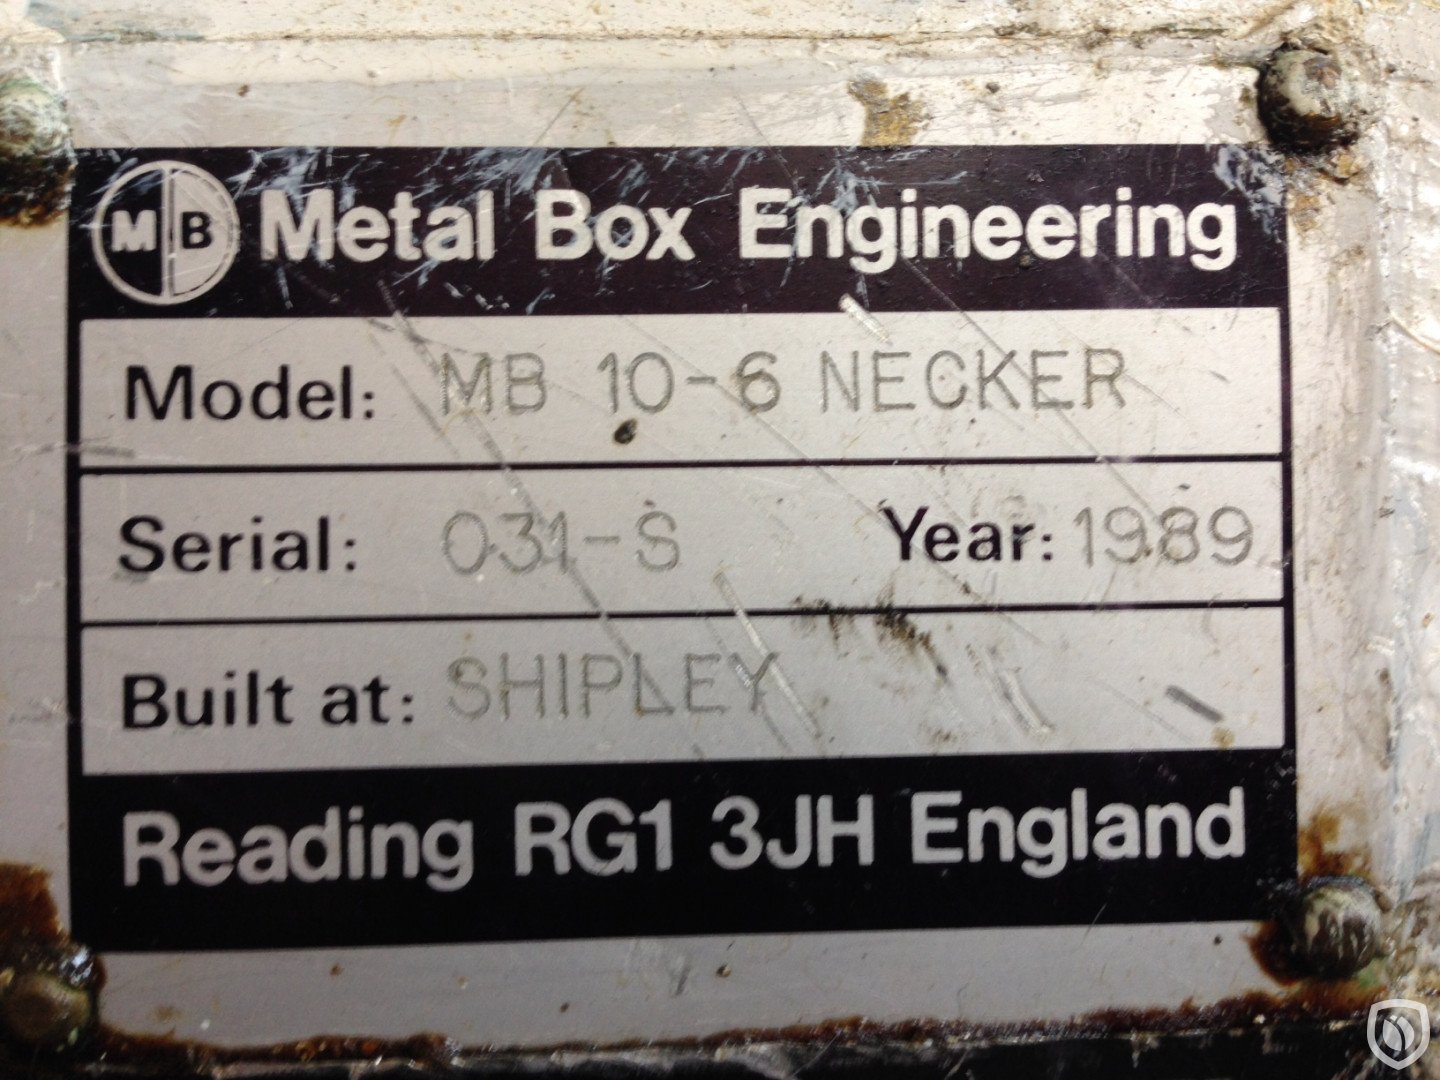 MB Metal Box Engineering
Model: MB 10-6 NECKER
Serial: 031-S Year: 1989
Built at: SHIPLEY
Reading RG1 3JH England